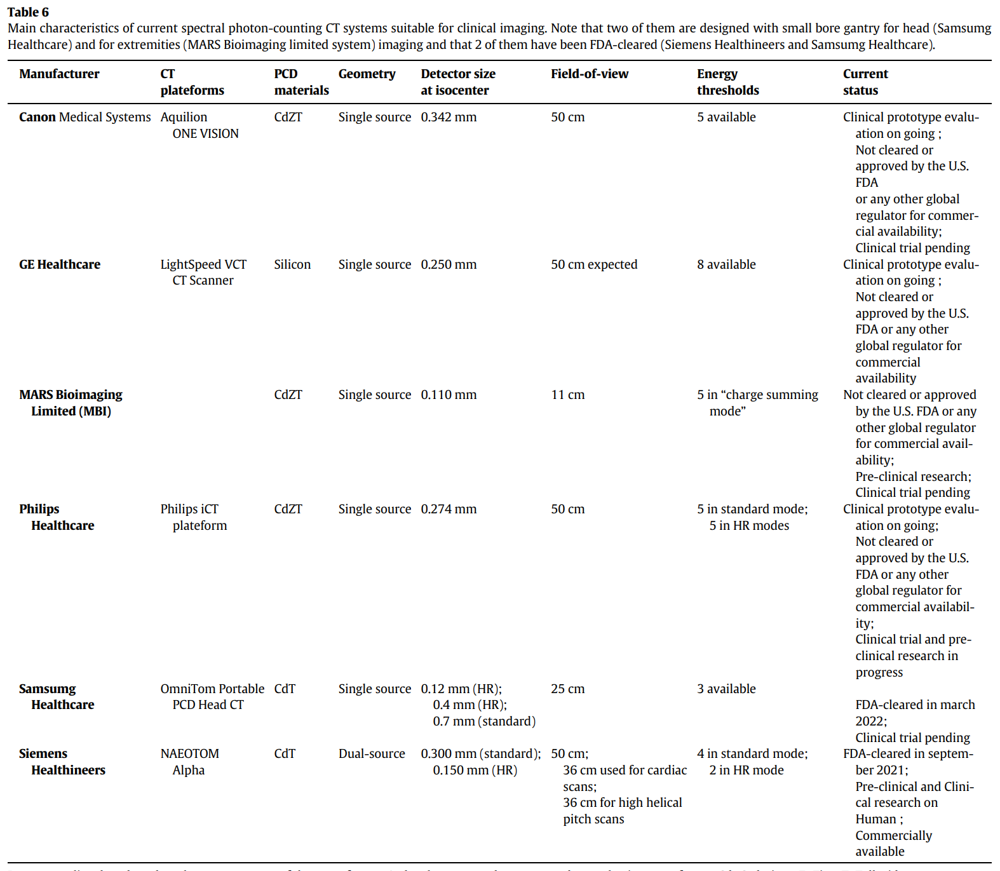 Table 6
Main characteristics of current spectral photon-counting CT systems suitable for clinical imaging. Note that two of them are designed with small bore gantry for head (Samsumg
Healthcare) and for extremities (MARS Bioimaging limited system) imaging and that 2 of them have been FDA-cleared (Siemens Healthineers and Samsumg Healthcare).
Manufacturer CT plateforms PCD materials Geometry Detector size at isocenter Field-of-view Energy thresholds Current status
Canon Medical Systems
Aquilion
ONE VISION
CdZT
Single source
0.342 mm
50 cm
5 available
Clinical prototype evalu-
ation on going ;
Not cleared or
approved by the U.S.
FDA
or any other global
regulator for commer-
cial availability;
Clinical trial pending
GE Healthcare
LightSpeed VCT
CT Scanner
Silicon
Single source
0.250 mm
50 cm expected
8 available
Clinical prototype evalu-
ation on going ;
Not cleared or
approved by the U.S.
FDA or any other
global regulator for
commercial
availability
MARS Bioimaging
Limited (MBI)
CdZT
Single source
0.110 mm
11 cm
5 in “charge summing
mode”
Not cleared or approved
by the U.S. FDA or any
other global regulator
for commercial avail-
ability;
Pre-clinical research;
Clinical trial pending
Philips
Healthcare
Philips iCT
plateform
CdZT
Single source
0.274 mm
50 cm
5 in standard mode;
5 in HR modes
Clinical prototype evalu-
ation on going;
Not cleared or
approved by the U.S.
FDA or any other
global regulator for
commercial availabil-
ity;
Clinical trial and pre-
clinical research in
progress
Samsumg
Healthcare
OmniTom Portable
PCD Head CT
CdT
Single source
0.12 mm (HR);
0.4 mm (HR);
0.7 mm (standard)
25 cm
3 available
FDA-cleared in march
2022;
Clinical trial pending
Siemens
Healthineers
NAEOTOM
Alpha
CdT
Dual-source
0.300 mm (standard);
0.150 mm (HR)
50 cm;
36 cm used for cardiac
scans;
36 cm for high helical
pitch scans
4 in standard mode;
2 in HR mode
FDA-cleared in septem-
ber 2021;
Pre-clinical and Clini-
cal research on
Human ;
Commercially
available